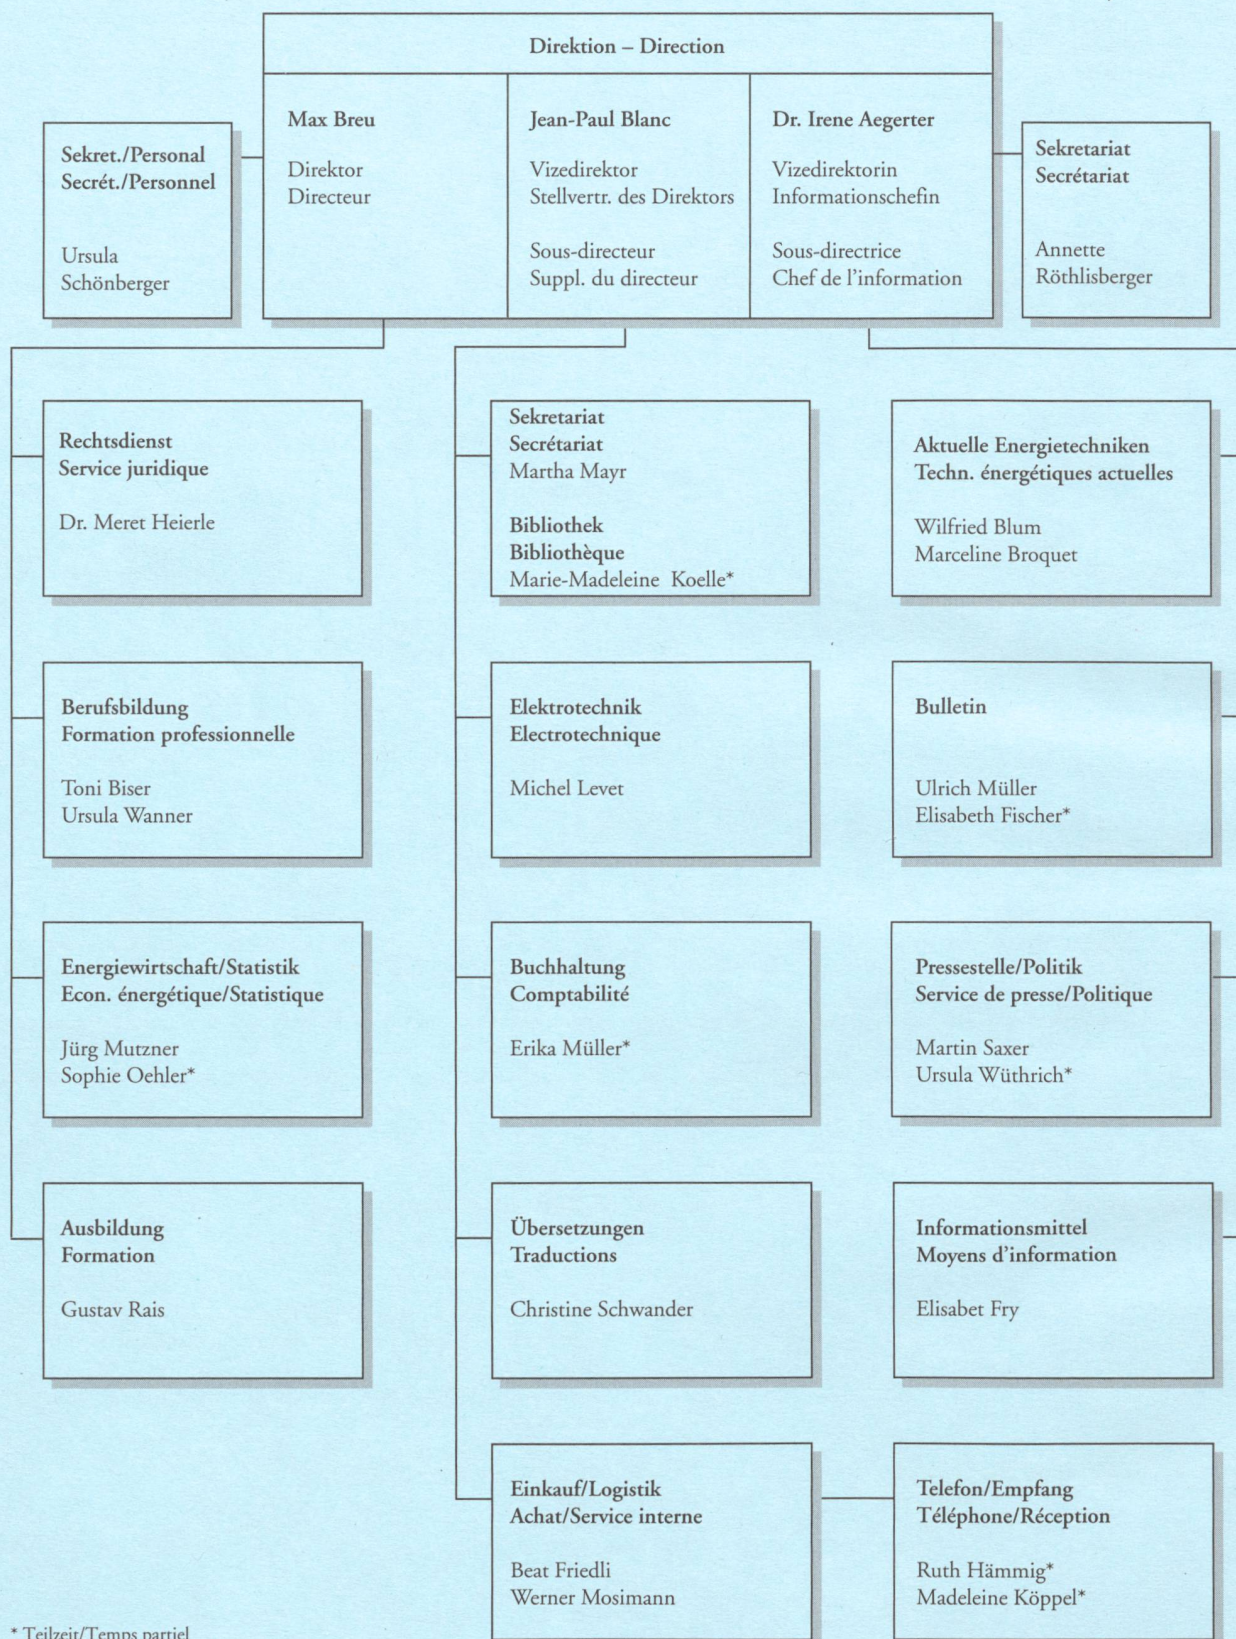 Direktion – Direction
Sekret./Personal
Secrét./Personnel
Ursula
Schönberger
Max Breu
Direktor
Directeur
Jean-Paul Blanc
Vizedirektor
Stellvertr. des Direktors
Sous-directeur
Suppl. du directeur
Dr. Irene Aegerter
Vizedirektorin
Informationschefin
Sous-directrice
Chef de l'information
Sekretariat
Secrétariat
Annette
Röthlisberger
Rechtsdienst
Service juridique
Dr. Meret Heierle
Sekretariat
Secrétariat
Martha Mayr
Bibliothek
Bibliothèque
Marie-Madeleine Koelle*
Aktuelle Energietechniken
Techn. énergétiques actuelles
Wilfried Blum
Marceline Broquet
Berufsbildung
Formation professionnelle
Toni Biser
Ursula Wanner
Elektrotechnik
Electrotechnique
Michel Levet
Bulletin
Ulrich Müller
Elisabeth Fischer*
Energiewirtschaft/Statistik
Econ. énergétique/Statistique
Jürg Mutzner
Sophie Oehler*
Buchhaltung
Comptabilité
Erika Müller*
Pressestelle/Politik
Service de presse/Politique
Martin Saxer
Ursula Wüthrich*
Ausbildung
Formation
Gustav Rais
Übersetzungen
Traductions
Christine Schwander
Informationsmittel
Moyens d'information
Elisabet Fry
Einkauf/Logistik
Achat/Service interne
Beat Friedli
Werner Mosimann
Telefon/Empfang
Téléphone/Réception
Ruth Hämmig*
Madeleine Köppel*
* Teilzeit/Temps partiel